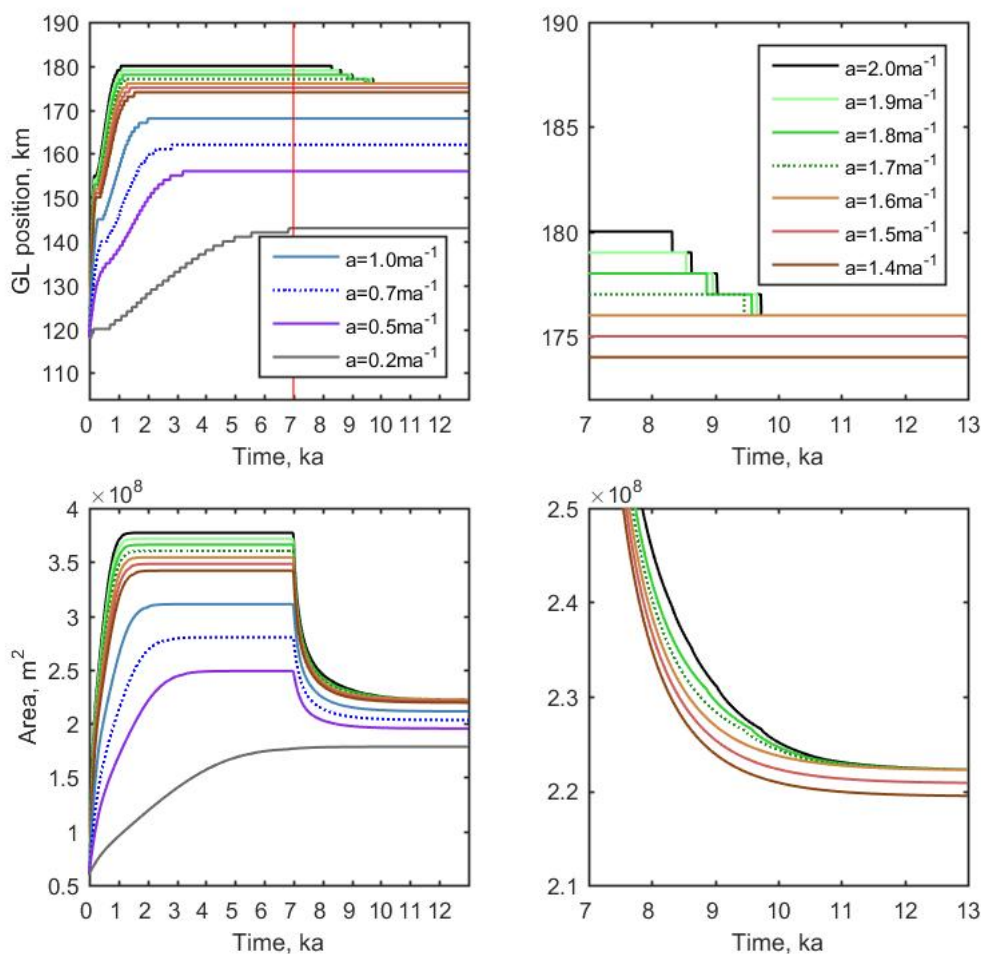 190
180
170
160
150
140
130
120
110
GL position, km
0 1 2 3 4 5 6 7 8 9 10 11 12
Time, ka
a=1.0ma⁻¹
a=0.7ma⁻¹
a=0.5ma⁻¹
a=0.2ma⁻¹
190
185
180
175
7 8 9 10 11 12 13
Time, ka
a=2.0ma⁻¹
a=1.9ma⁻¹
a=1.8ma⁻¹
a=1.7ma⁻¹
a=1.6ma⁻¹
a=1.5ma⁻¹
a=1.4ma⁻¹
× 10⁸
4
3.5
3
2.5
2
1.5
1
0.5
Area, m²
0 1 2 3 4 5 6 7 8 9 10 11 12
Time, ka
× 10⁸
2.5
2.4
2.3
2.2
2.1
7 8 9 10 11 12 13
Time, ka